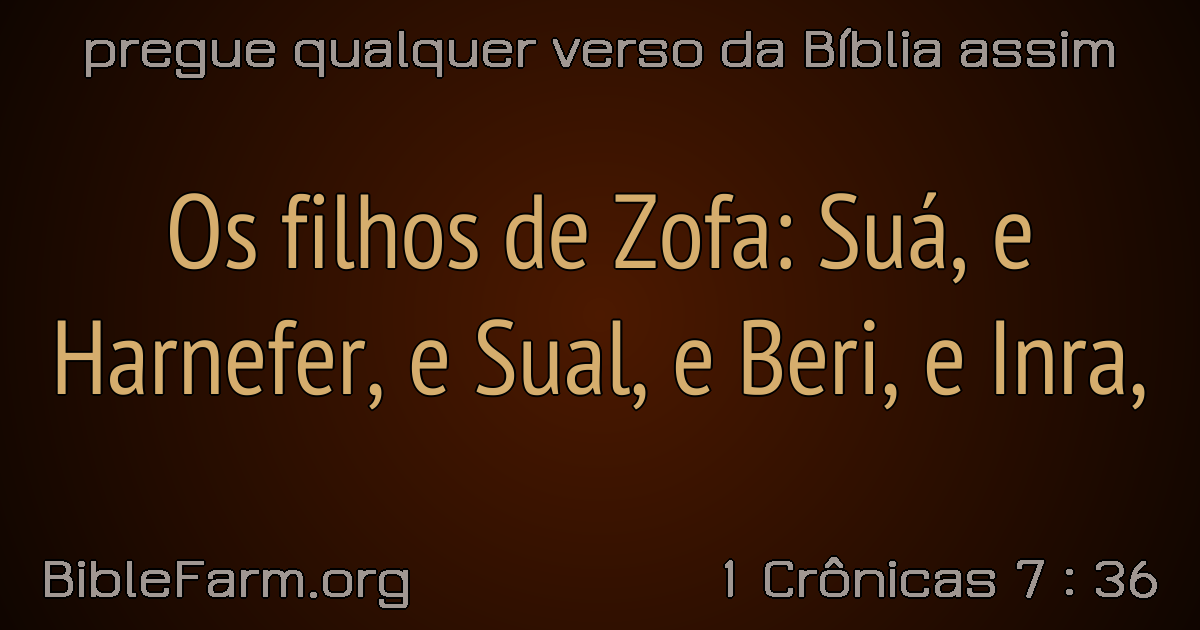 pregue qualquer verso da Bíblia assim
Os filhos de Zofa: Suá, e
Harnefer, e Sual, e Beri, e Inra,
BibleFarm.org
1 Crônicas 7 : 36